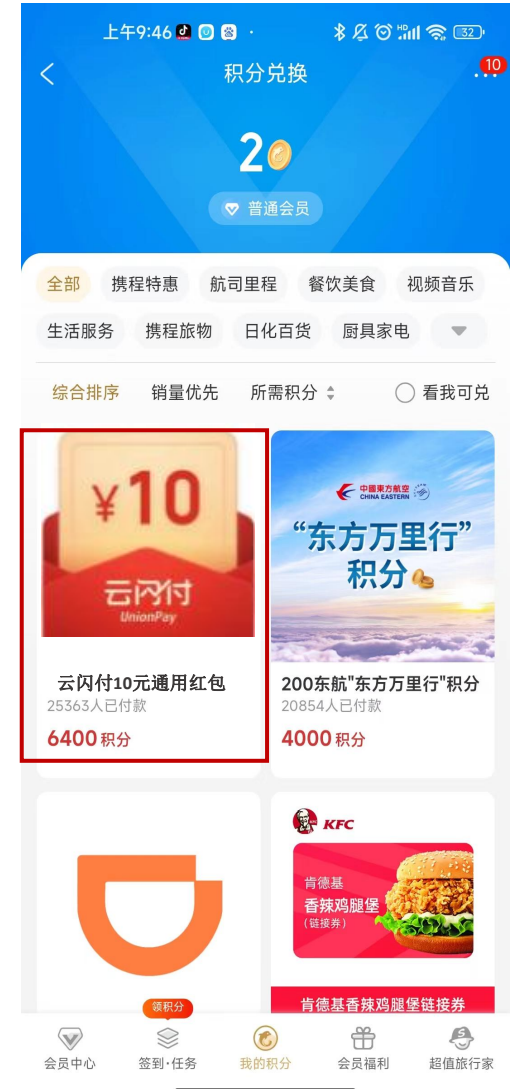 上午9:46
32
积分兑换
10
2
普通会员
全部 携程特惠 航司里程 餐饮美食 视频音乐
生活服务 携程旅物 日化百货 厨具家电
综合排序 销量优先 所需积分 看我可兑
¥10
云闪付
UnionPay
云闪付10元通用红包
25363人已付款
6400积分
中國東方航空
CHINA EASTERN
“东方万里行”
积分
200东航"东方万里行"积分
20854人已付款
4000积分
KFC
肯德基
香辣鸡腿堡
(链接券)
肯德基香辣鸡腿堡链接券
领积分
会员中心 签到·任务 我的积分 会员福利 超值旅行家